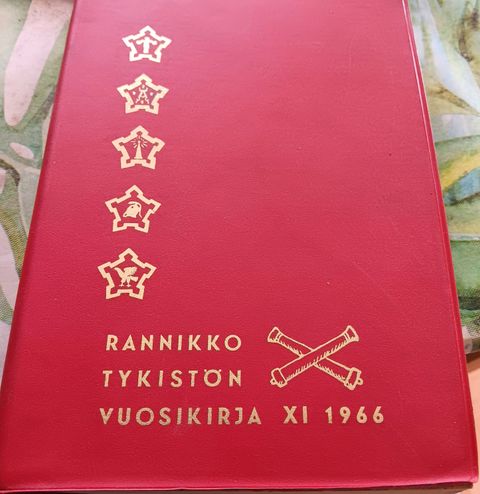 RANNIKKO
TYKISTÖN
VUOSIKIRJA XI 1966